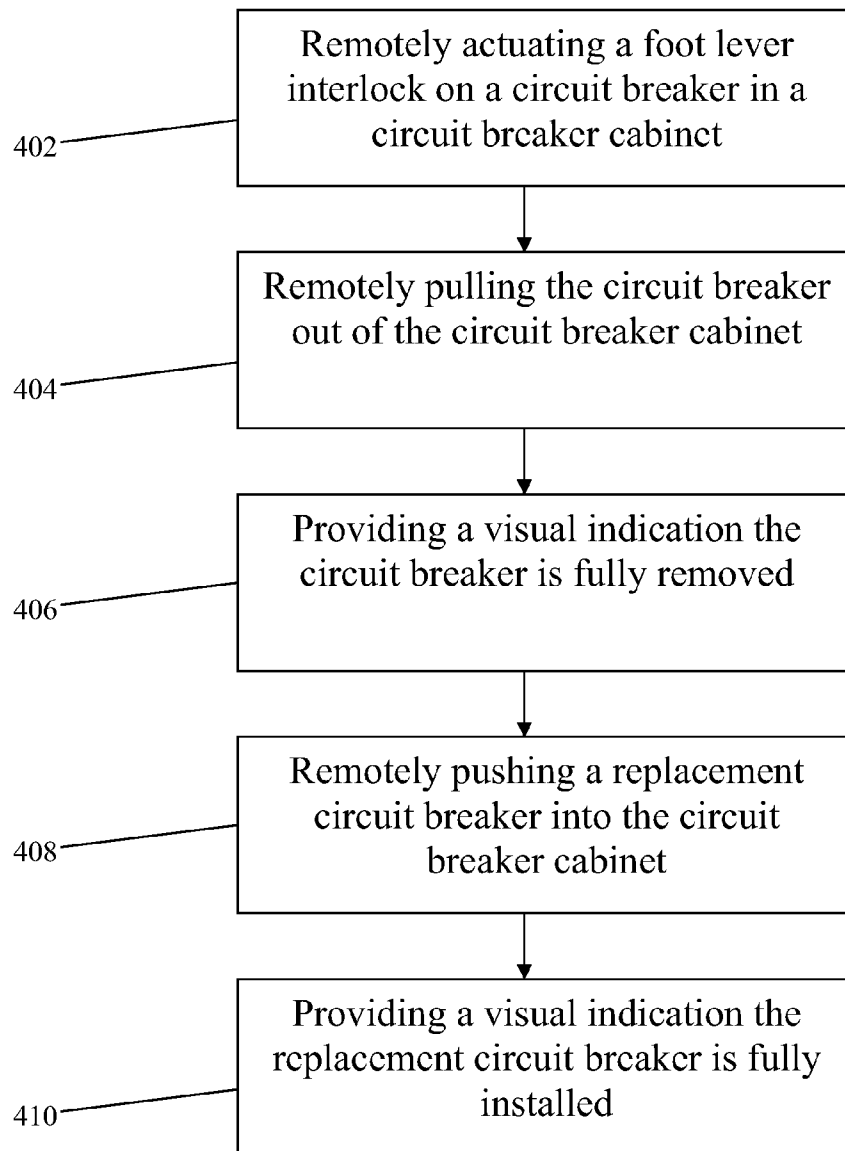 Remotely actuating a foot lever
interlock on a circuit breaker in a
circuit breaker cabinet
402
Remotely pulling the circuit breaker
out of the circuit breaker cabinet
404
Providing a visual indication the
circuit breaker is fully removed
406
Remotely pushing a replacement
circuit breaker into the circuit
breaker cabinet
408
Providing a visual indication the
replacement circuit breaker is fully
installed
410